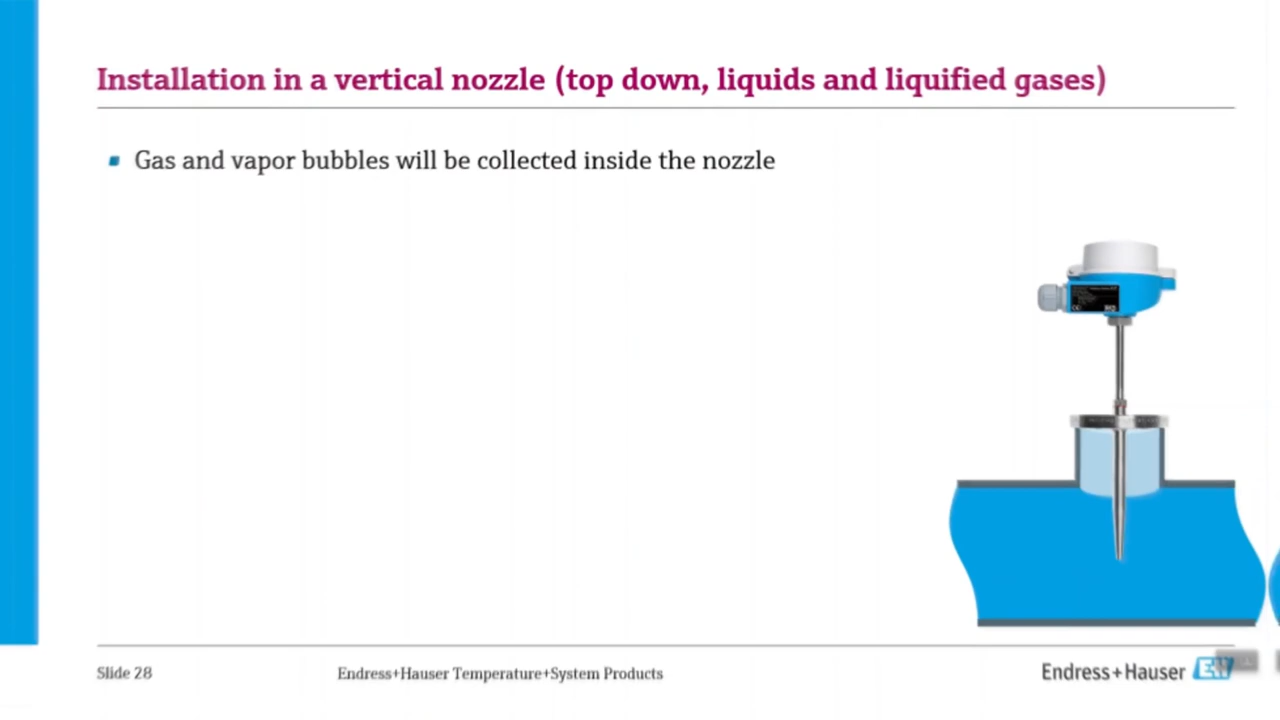 Installation in a vertical nozzle (top down, liquids and liquified gases)
Gas and vapor bubbles will be collected inside the nozzle
Slide 28
Endress+Hauser Temperature+System Products
Endress+Hauser